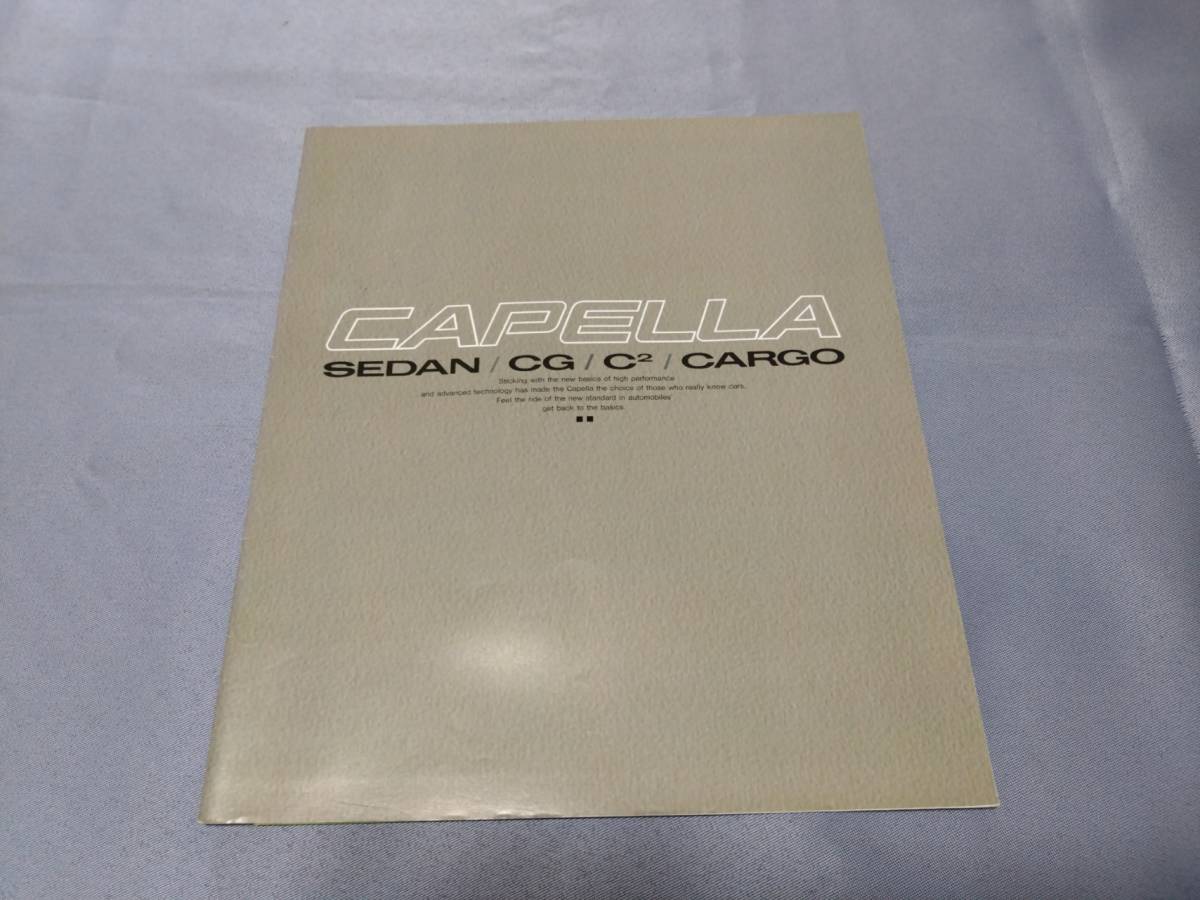 CAPELLA
SEDAN / CG / C² / CARGO
Sticking with the new basics of high performance
and advanced technology has made the Capella the choice of those who really know cars.
Feel the ride of the new standard in automobiles
get back to the basics.